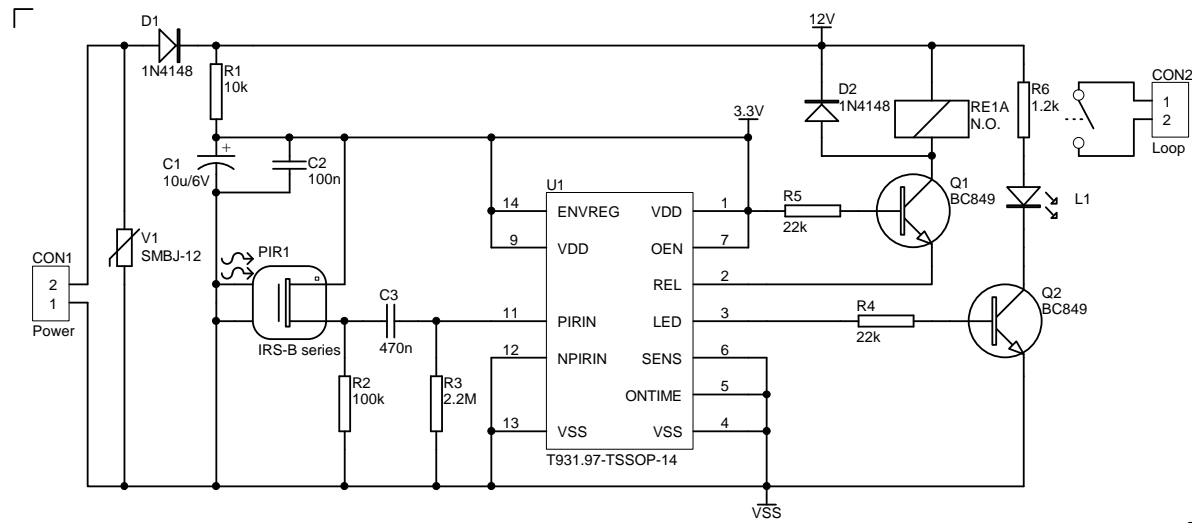 D1
1N4148
12V
R1
10k
D2
1N4148
RE1A
N.O.
R6
1.2k
CON2
1
2
Loop
3.3V
C1
+
10u/6V
C2
100n
U1
Q1
BC849
L1
R5
22k
14
ENVREG
VDD
1
9
VDD
OEN
7
V1
SMBJ-12
PIR1
CON1
2
1
Power
REL
2
C3
470n
11
PIRIN
LED
3
R4
22k
Q2
BC849
IRS-B series
12
NPIRIN
SENS
6
R2
100k
R3
2.2M
ONTIME
5
13
VSS
VSS
4
T931.97-TSSOP-14
VSS